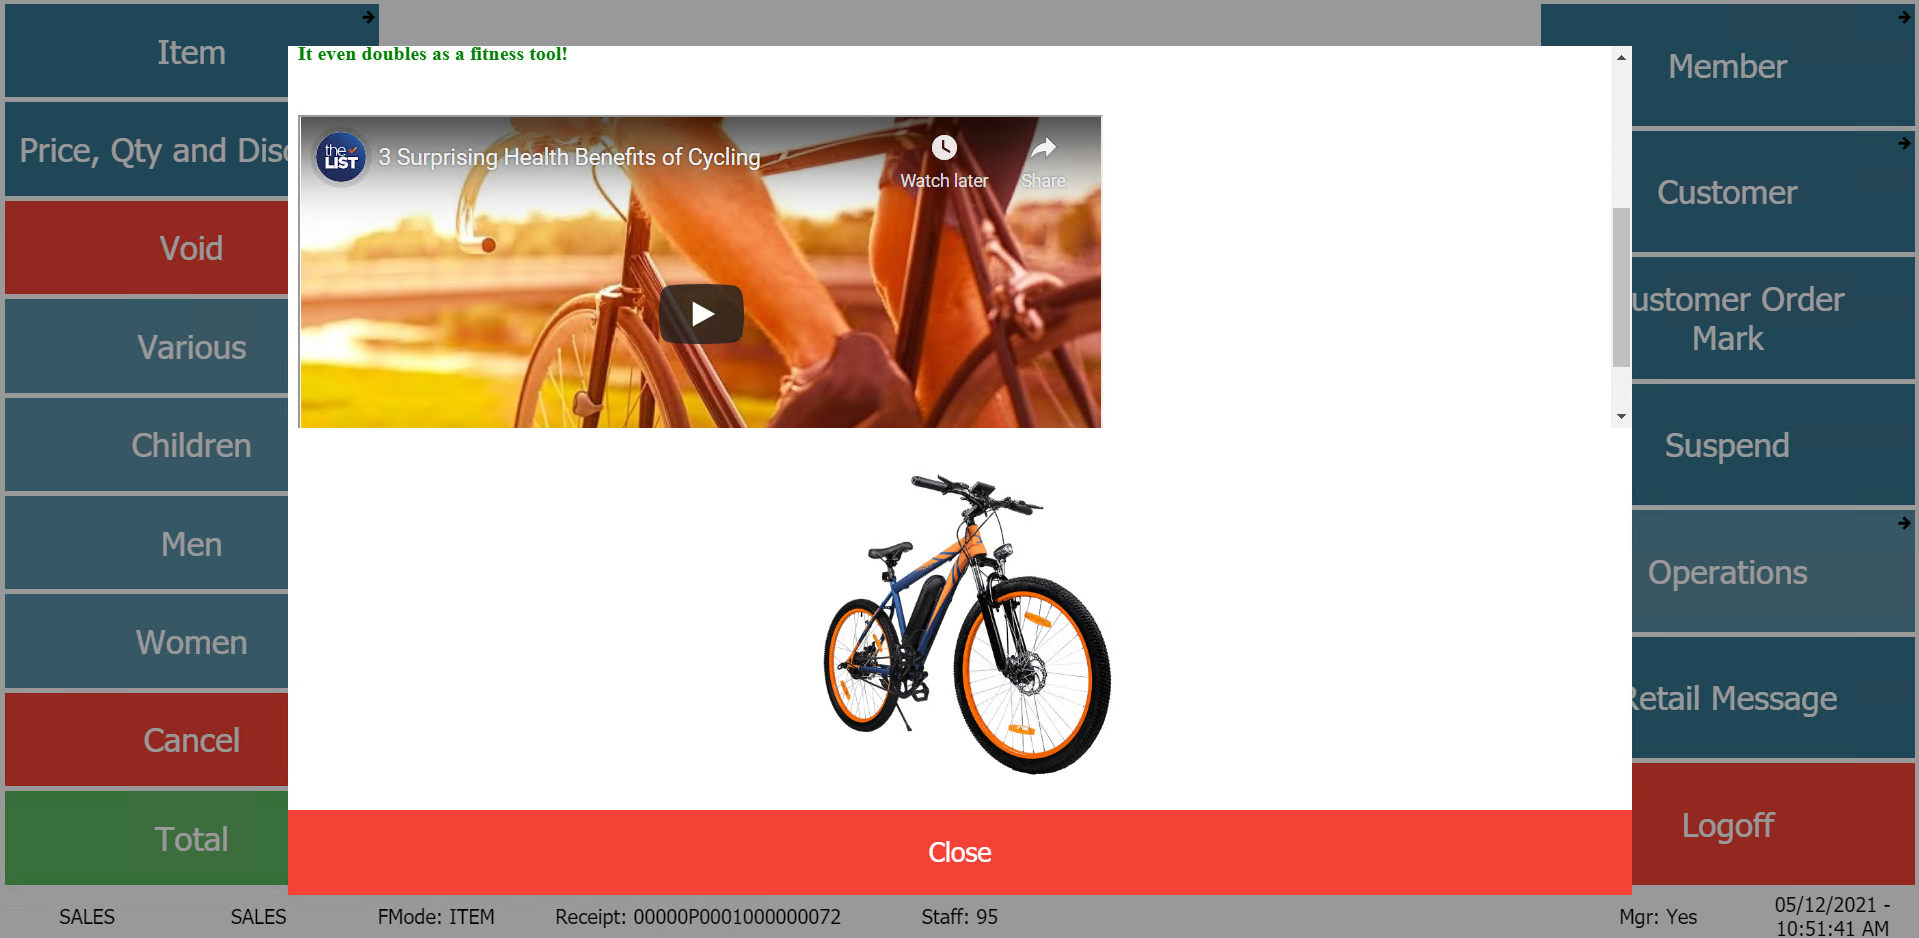 Item
Member
It even doubles as a fitness tool!
Price, Qty and Disc
the
LIST
3 Surprising Health Benefits of Cycling
Watch later
Share
Customer
Void
ustomer Order
Mark
Various
Children
Suspend
Men
Operations
Women
Retail Message
Cancel
Total
Logoff
Close
SALES
SALES
FMode: ITEM
Receipt: 00000P0001000000072
Staff: 95
Mgr: Yes
05/12/2021 -
10:51:41 AM